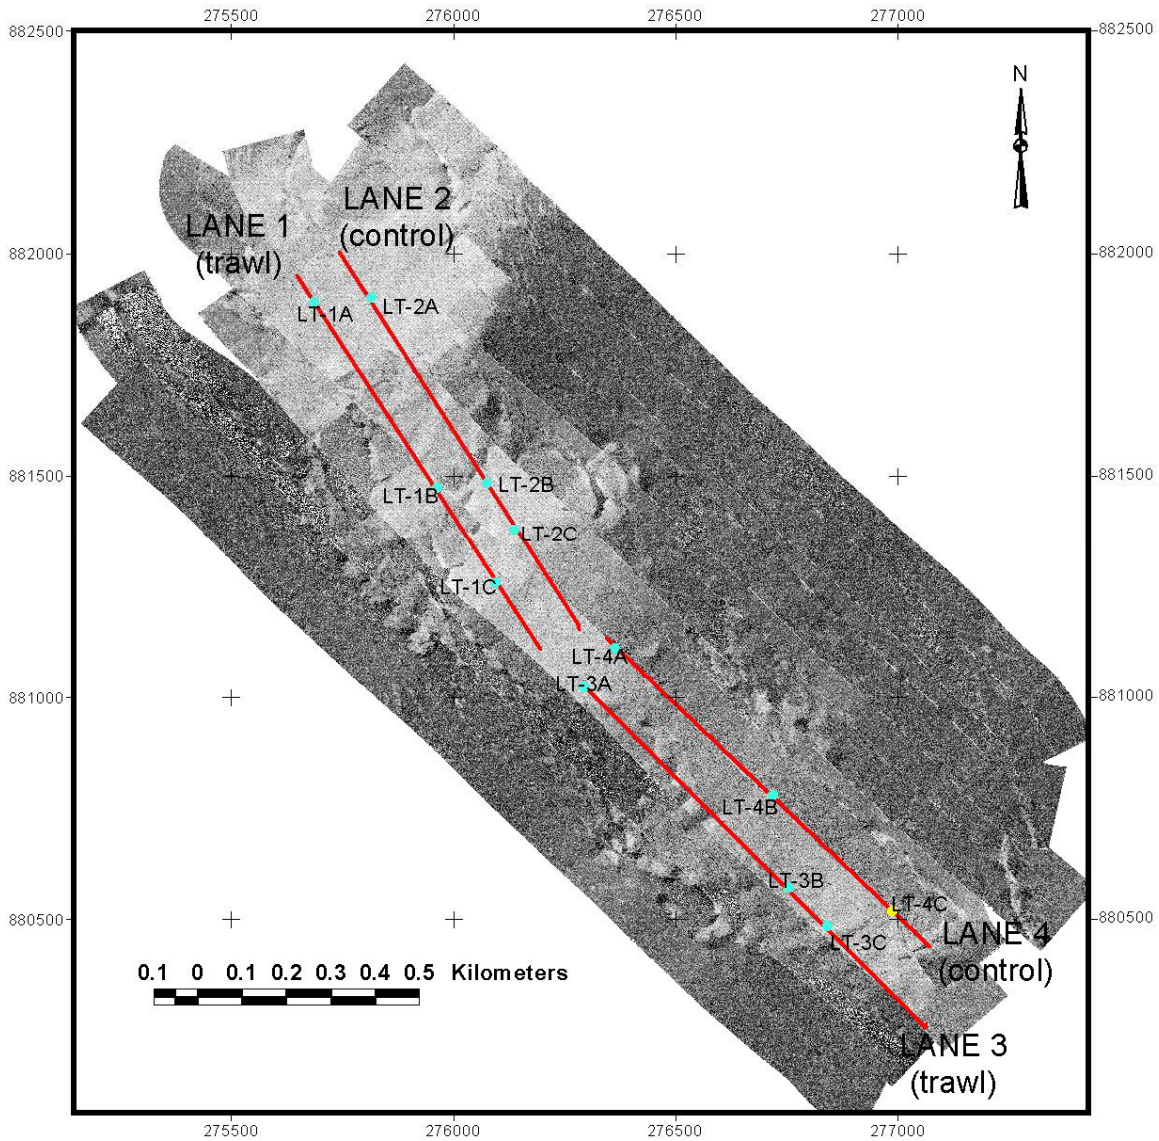 275500 276000 276500 277000
882500 882500
N
LANE 2
(control)
LANE 1
(trawl)
882000 882000
LT-1A LT-2A
881500 881500
LT-1B LT-2B
LT-2C
LT-1C
LT-4A
LT-3A
881000 881000
LT-4B
LT-3B
LT-4C
880500 880500
LT-3C
LANE 4
(control)
0.1 0 0.1 0.2 0.3 0.4 0.5 Kilometers
LANE 3
(trawl)
275500 276000 276500 277000